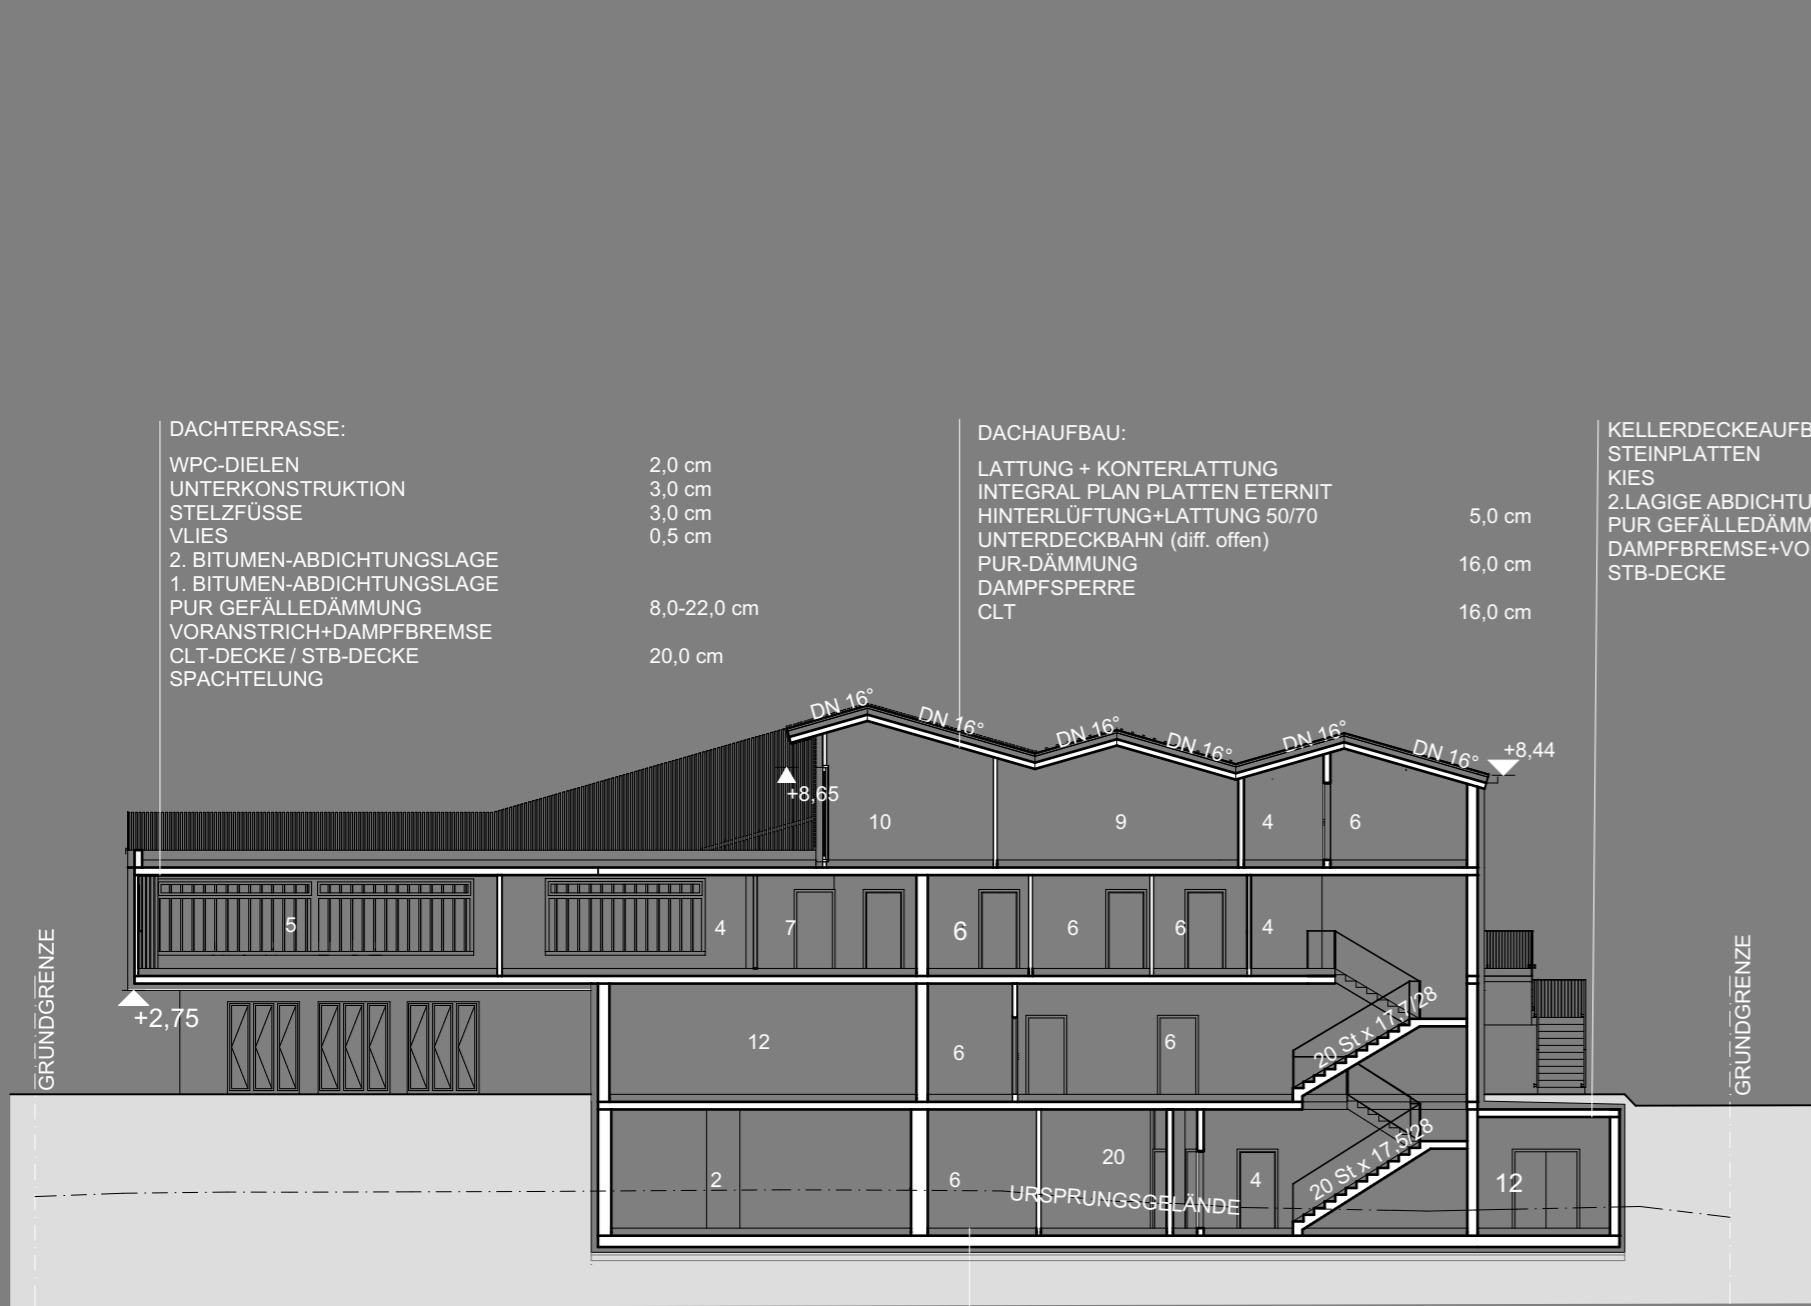 DACHTERRASSE:
WPC-DIELEN 2,0 cm
UNTERKONSTRUKTION 3,0 cm
STELZFÜSSE 3,0 cm
VLIES 0,5 cm
2. BITUMEN-ABDICHTUNGSLAGE
1. BITUMEN-ABDICHTUNGSLAGE
PUR GEFÄLLEDÄMMUNG 8,0-22,0 cm
VORANSTRICH+DAMPFBREMSE
CLT-DECKE / STB-DECKE 20,0 cm
SPACHTELUNG
DACHAUFBAU:
LATTUNG + KONTERLATTUNG
INTEGRAL PLAN PLATTEN ETERNIT
HINTERLÜFTUNG+LATTUNG 50/70 5,0 cm
UNTERDECKBAHN (diff. offen)
PUR-DÄMMUNG 16,0 cm
DAMPFSPERRE
CLT 16,0 cm
KELLERDECKEAUFB
STEINPLATTEN
KIES
2.LAGIGE ABDICHTU
PUR GEFÄLLEDÄMM
DAMPFBREMSE+VO
STB-DECKE
DN 16° DN 16° DN 16° DN 16° DN 16° DN 16°
+8,44
+8,65
10 9 4 6
5 4 7 6 6 6 4
GRUNDGRENZE
GRUNDGRENZE
+2,75
12 6 6
20 St x 17,7/28
2 6 20 4 12
20 St x 17,5/28
URSPRUNGSGELÄNDE